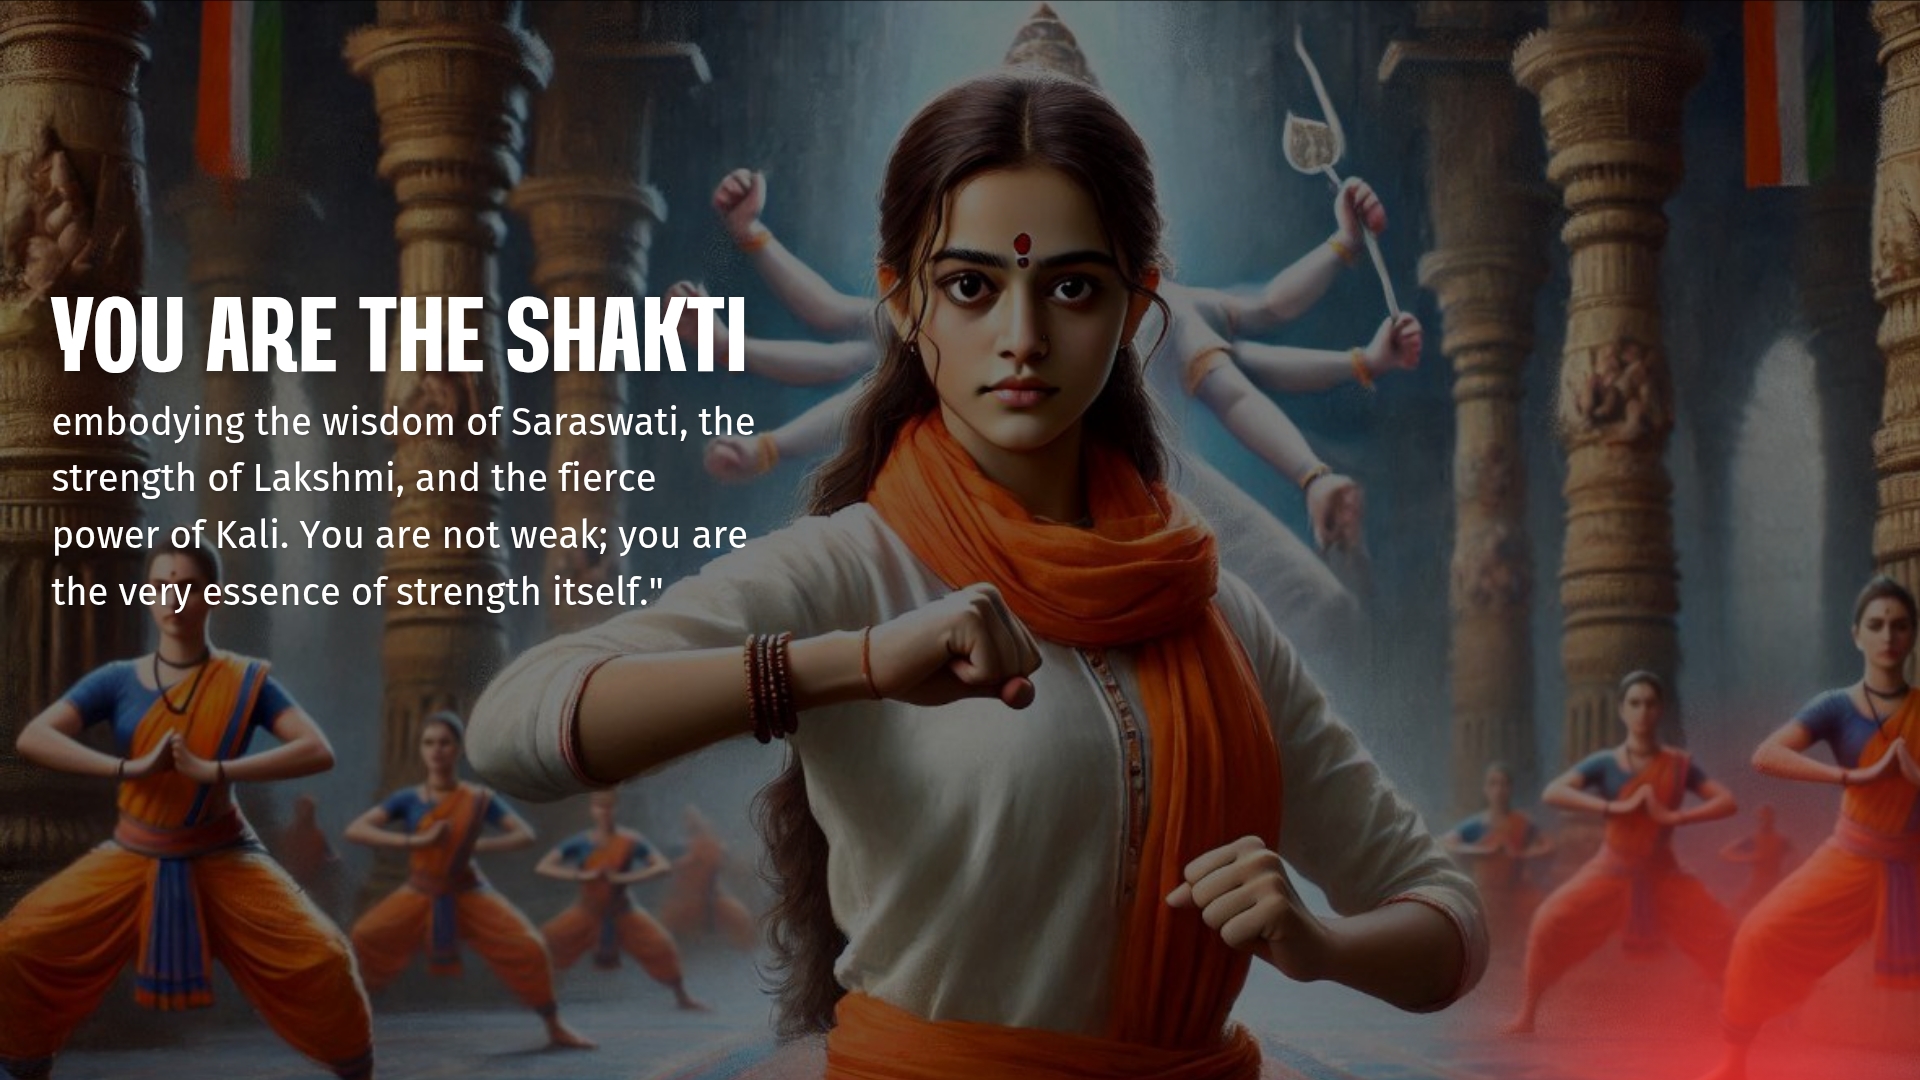 YOU ARE THE SHAKTI
embodying the wisdom of Saraswati, the
strength of Lakshmi, and the fierce
power of Kali. You are not weak; you are
the very essence of strength itself."